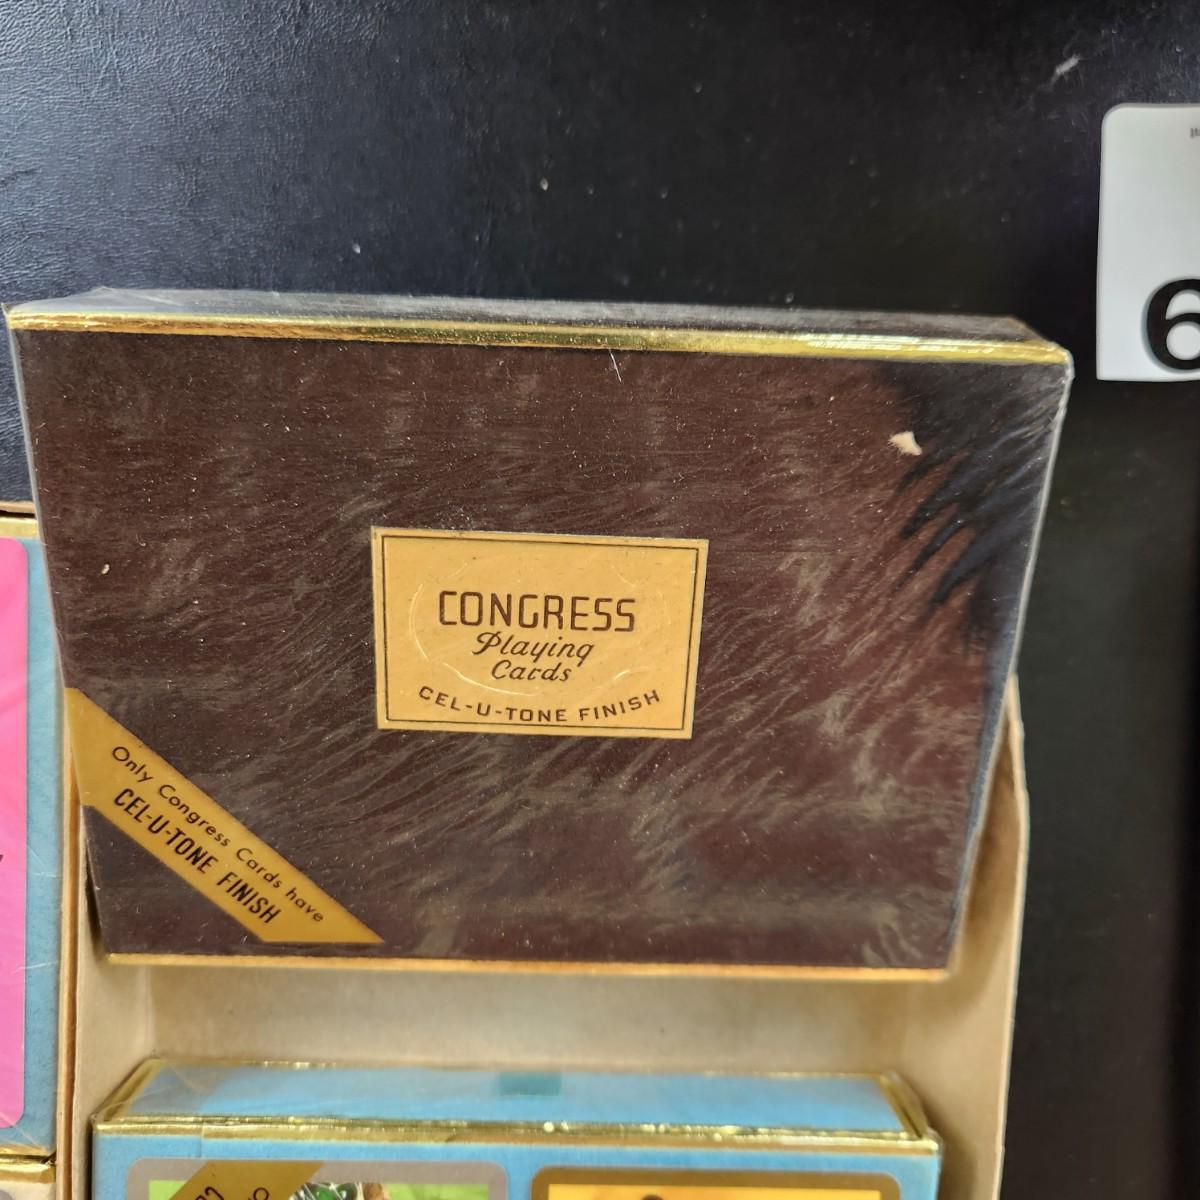 6
CONGRESS
Playing
Cards
CEL-U-TONE FINISH
Only Congress Cards have
CEL-U-TONE FINISH